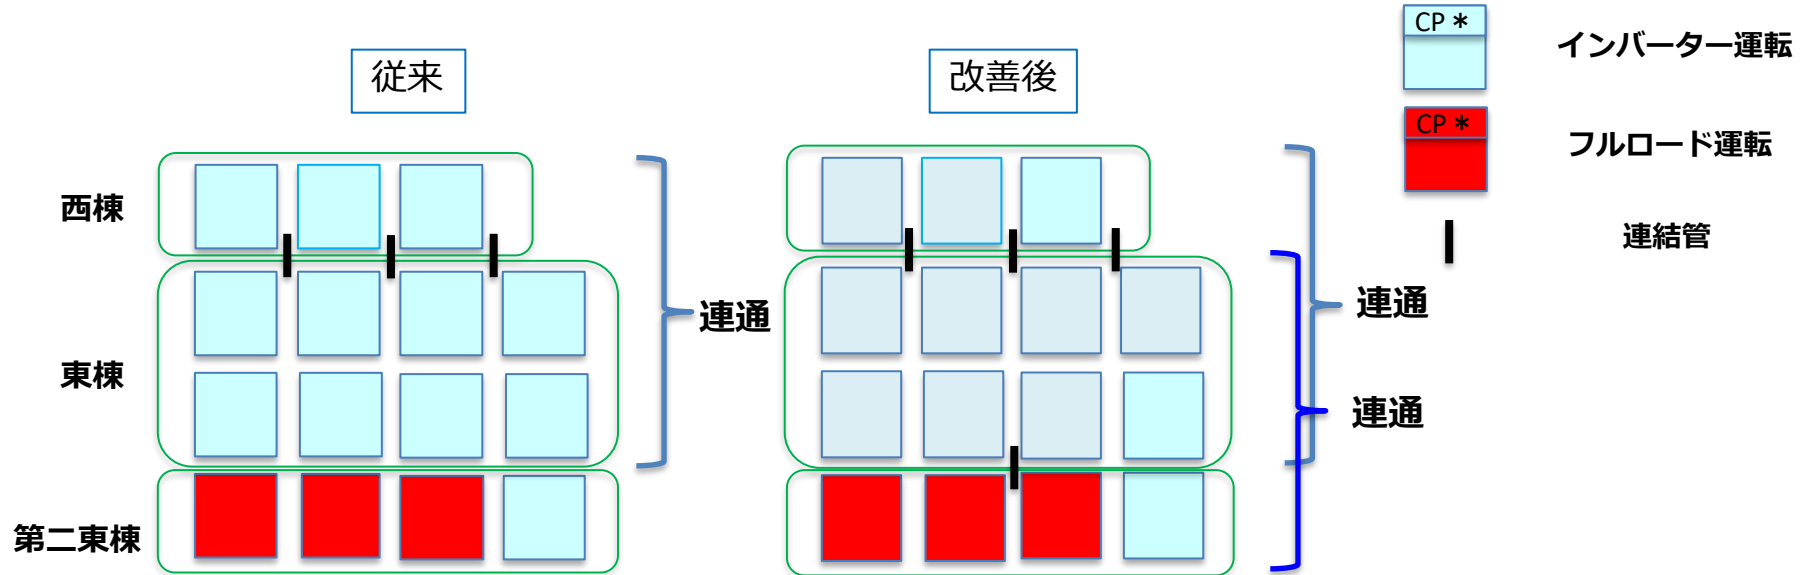 従来
改善後
CP *
インバーター運転
CP *
フルロード運転
連結管
西棟
東棟
第二東棟
連通
連通
連通